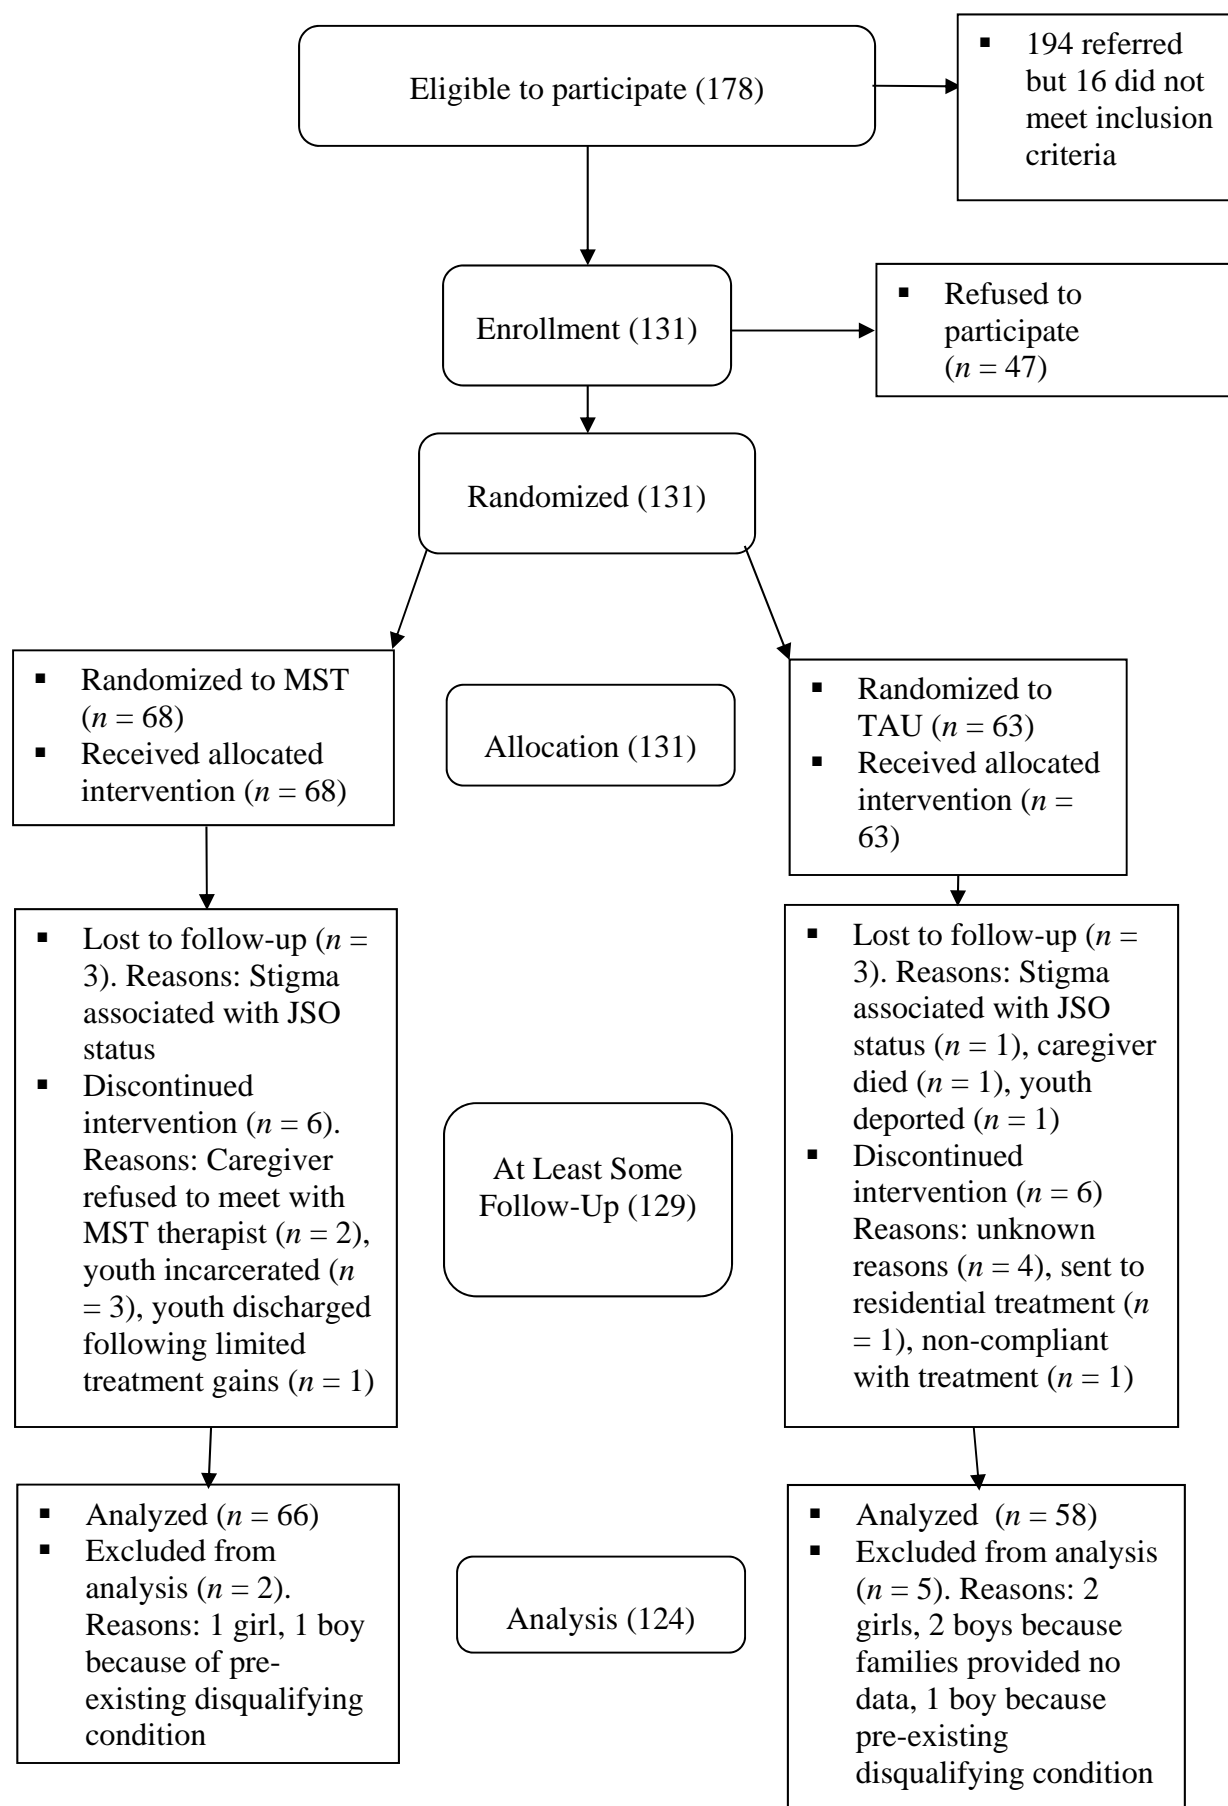 Eligible to participate (178)
▪ 194 referred
but 16 did not
meet inclusion
criteria
Enrollment (131)
▪ Refused to
participate
(n = 47)
Randomized (131)
▪ Randomized to MST
(n = 68)
▪ Received allocated
intervention (n = 68)
Allocation (131)
▪ Randomized to
TAU (n = 63)
▪ Received allocated
intervention (n =
63)
▪ Lost to follow-up (n =
3). Reasons: Stigma
associated with JSO
status
▪ Discontinued
intervention (n = 6).
Reasons: Caregiver
refused to meet with
MST therapist (n = 2),
youth incarcerated (n
= 3), youth discharged
following limited
treatment gains (n = 1)
At Least Some
Follow-Up (129)
▪ Lost to follow-up (n =
3). Reasons: Stigma
associated with JSO
status (n = 1), caregiver
died (n = 1), youth
deported (n = 1)
▪ Discontinued
intervention (n = 6)
Reasons: unknown
reasons (n = 4), sent to
residential treatment (n
= 1), non-compliant
with treatment (n = 1)
▪ Analyzed (n = 66)
▪ Excluded from
analysis (n = 2).
Reasons: 1 girl, 1 boy
because of pre-
existing disqualifying
condition
Analysis (124)
▪ Analyzed  (n = 58)
▪ Excluded from analysis
(n = 5). Reasons: 2
girls, 2 boys because
families provided no
data, 1 boy because
pre-existing
disqualifying condition